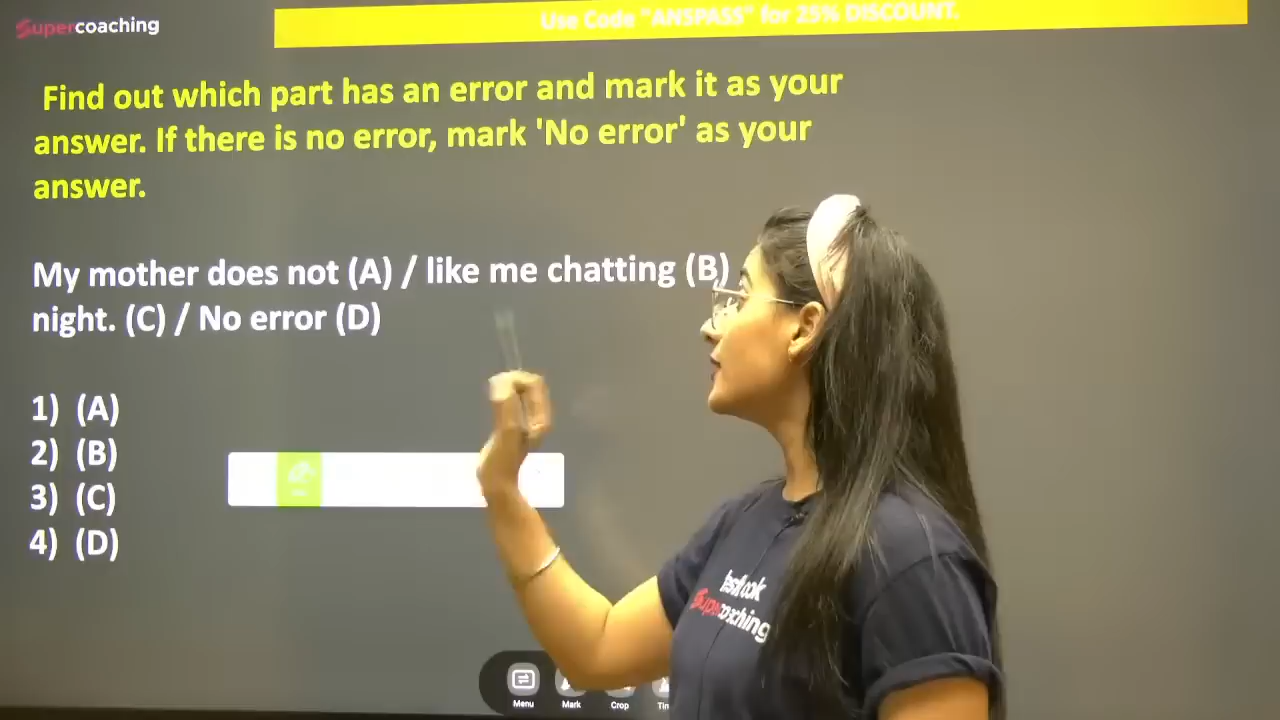 Supercoaching
Use Code "ANSPASS" for 25% DISCOUNT.
Find out which part has an error and mark it as your
answer. If there is no error, mark 'No error' as your
answer.
My mother does not (A) / like me chatting (B)
night. (C) / No error (D)
1) (A)
2) (B)
3) (C)
4) (D)
testbook
Supercoaching
Menu
Mark
Crop